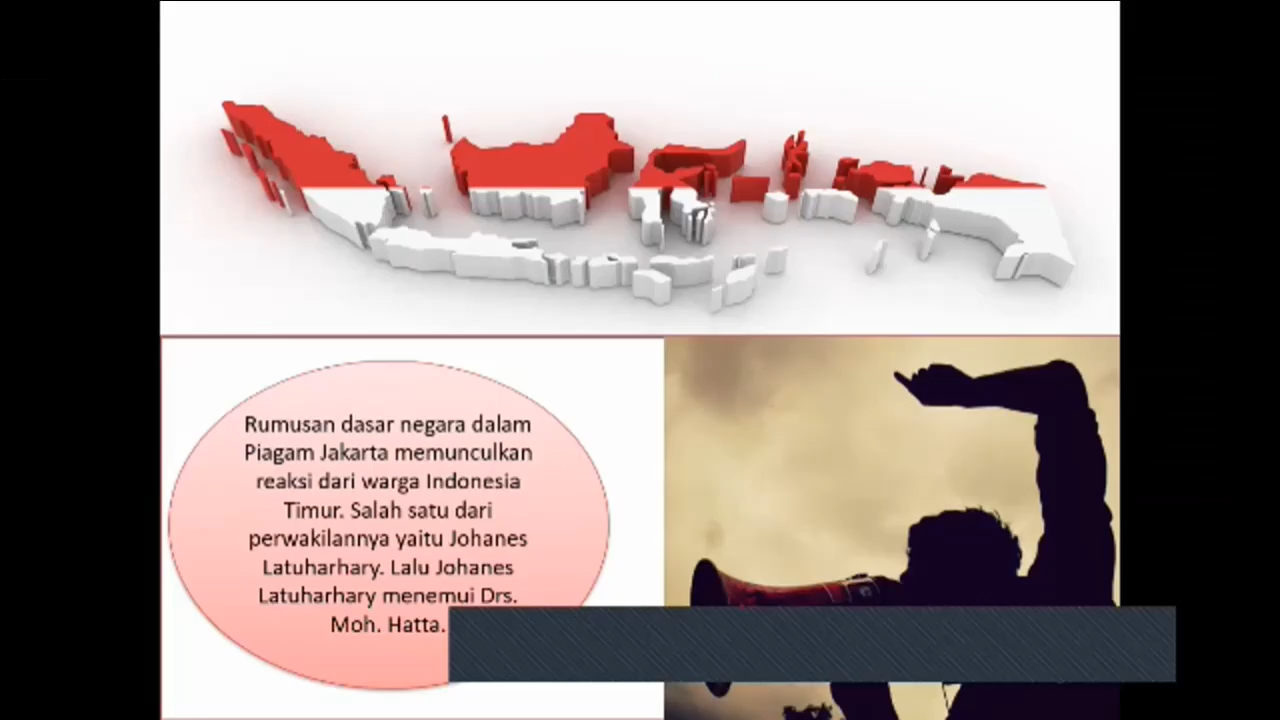 Rumusan dasar negara dalam
Piagam Jakarta memunculkan
reaksi dari warga Indonesia
Timur. Salah satu dari
perwakilannya yaitu Johanes
Latuharhary. Lalu Johanes
Latuharhary menemui Drs.
Moh. Hatta.